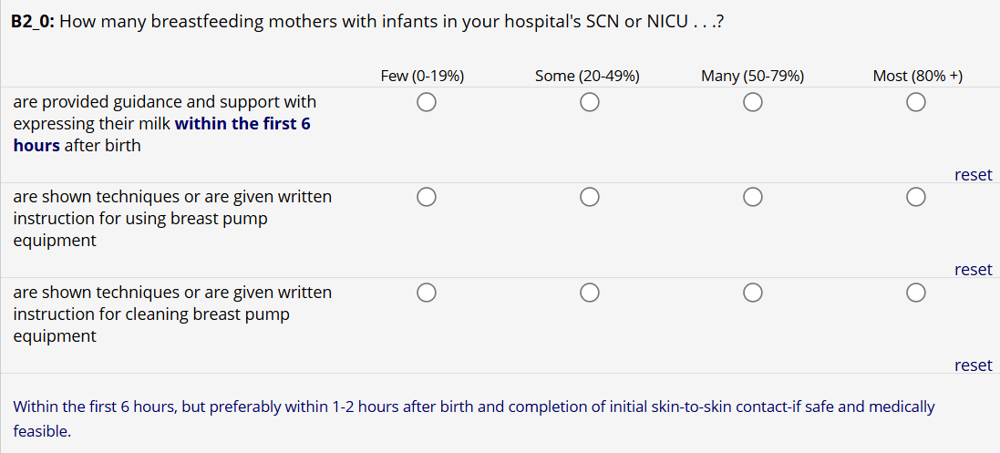 B2_0: How many breastfeeding mothers with infants in your hospital's SCN or NICU . . .?
Few (0-19%) Some (20-49%) Many (50-79%) Most (80% +)
are provided guidance and support with
expressing their milk within the first 6
hours after birth
reset
are shown techniques or are given written
instruction for using breast pump
equipment
reset
are shown techniques or are given written
instruction for cleaning breast pump
equipment
reset
Within the first 6 hours, but preferably within 1-2 hours after birth and completion of initial skin-to-skin contact-if safe and medically
feasible.